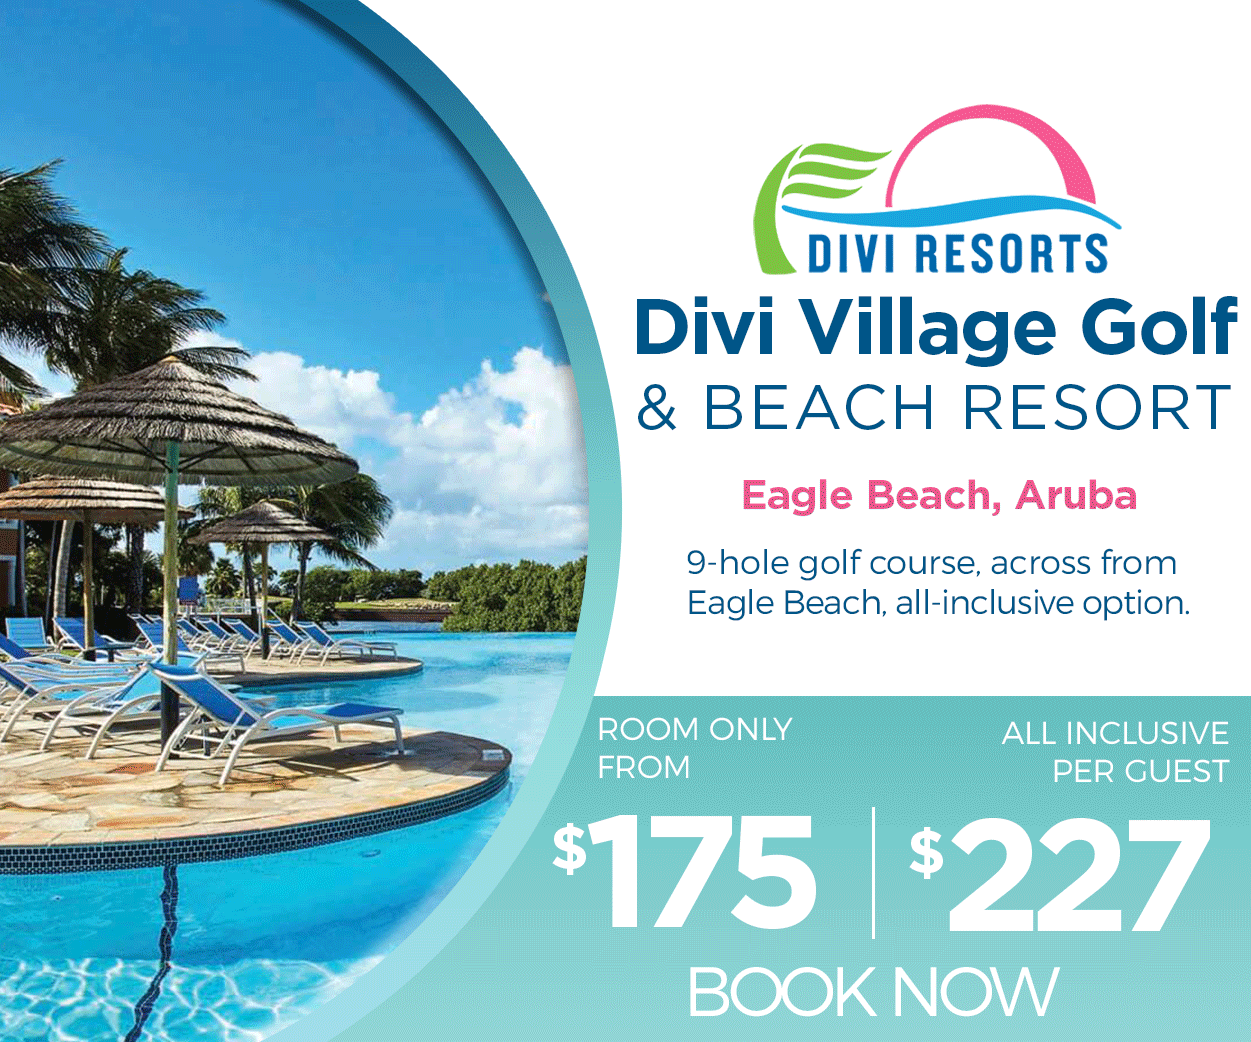 DIVI RESORTS
Divi Village Golf
& BEACH RESORT
Eagle Beach, Aruba
9-hole golf course, across from
Eagle Beach, all-inclusive option.
ROOM ONLY
FROM
$175
ALL INCLUSIVE
PER GUEST
$227
BOOK NOW